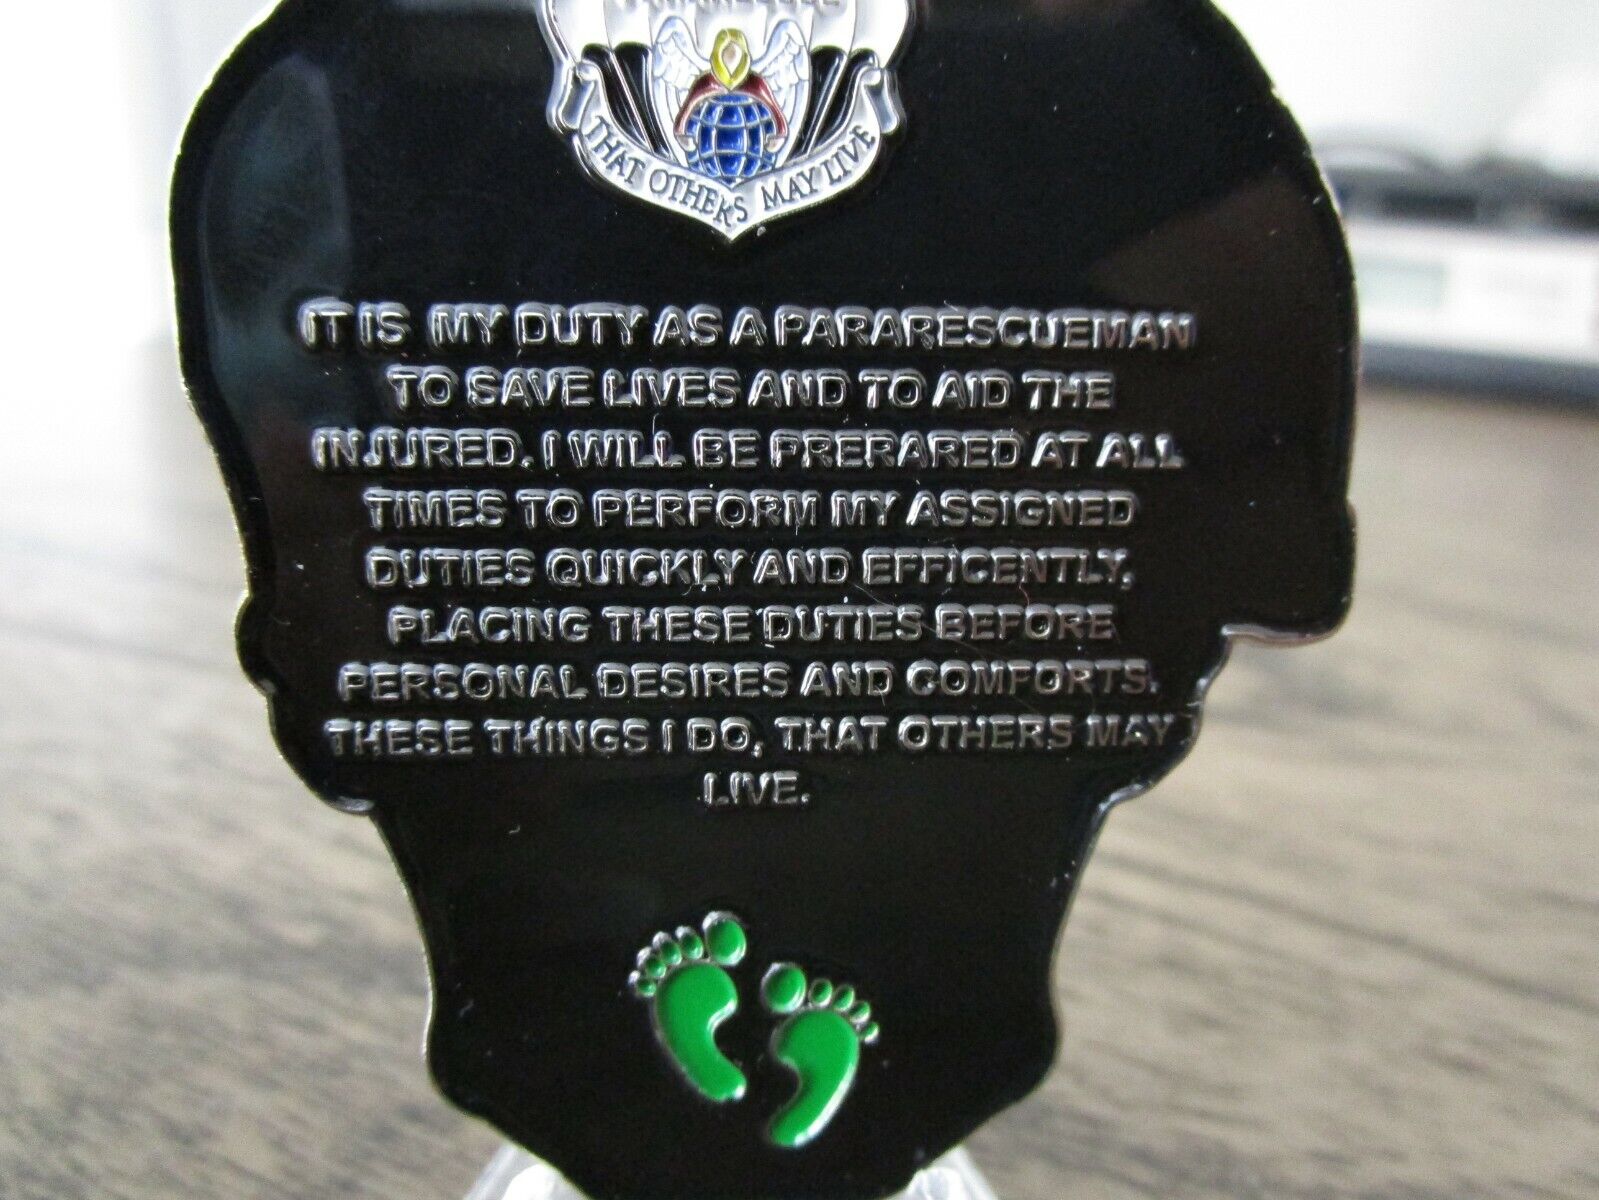 THAT OTHERS MAY LIVE
IT IS MY DUTY AS A PARARESCUEMAN
TO SAVE LIVES AND TO AID THE
INJURED. I WILL BE PRERARED AT ALL
TIMES TO PERFORM MY ASSIGNED
DUTIES QUICKLY AND EFFICENTLY,
PLACING THESE DUTIES BEFORE
PERSONAL DESIRES AND COMFORTS.
THESE THINGS I DO, THAT OTHERS MAY
LIVE.